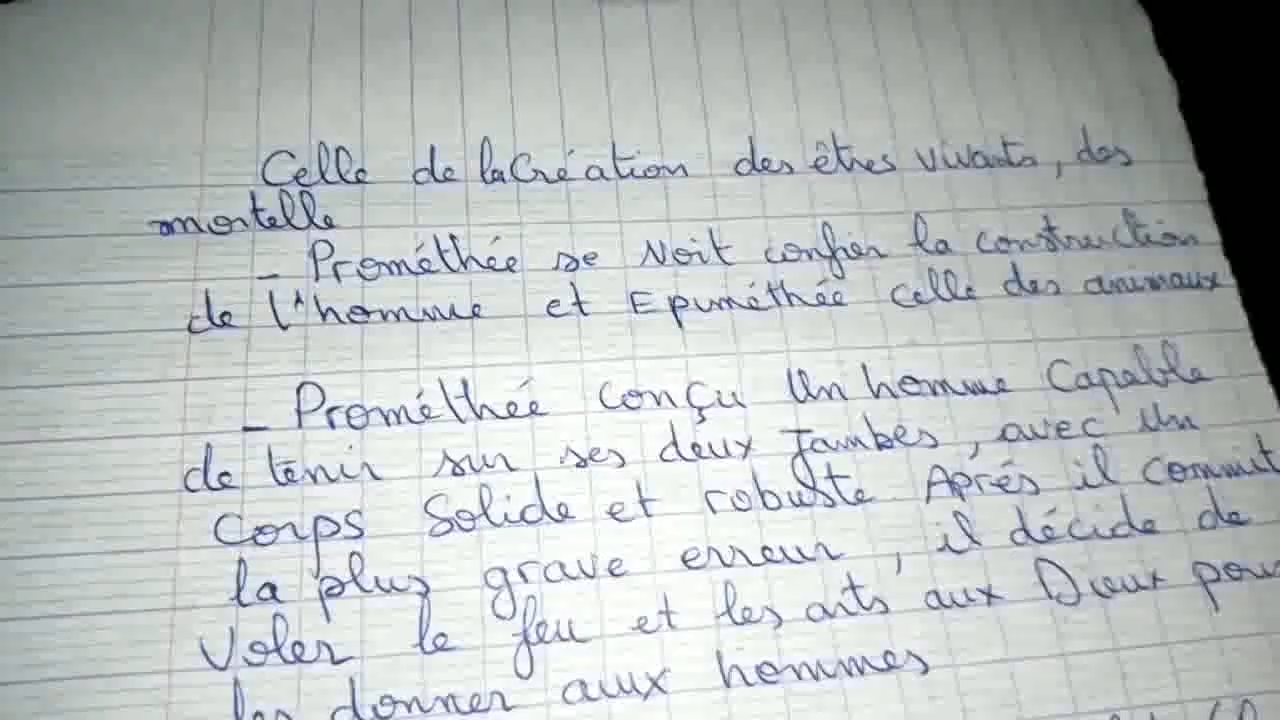 Celle de la Création des êtres vivants, des
mortelle
- Prométhée se voit confier la construction
de l'homme et Epiméthée celle des animaux
- Prométhée conçu un homme Capable
de tenir sur ses deux jambes, avec un
Corps Solide et robuste Après il commit
la plus grave erreur, il décide de
voler le feu et les arts aux Dieux pour
les donner aux hommes